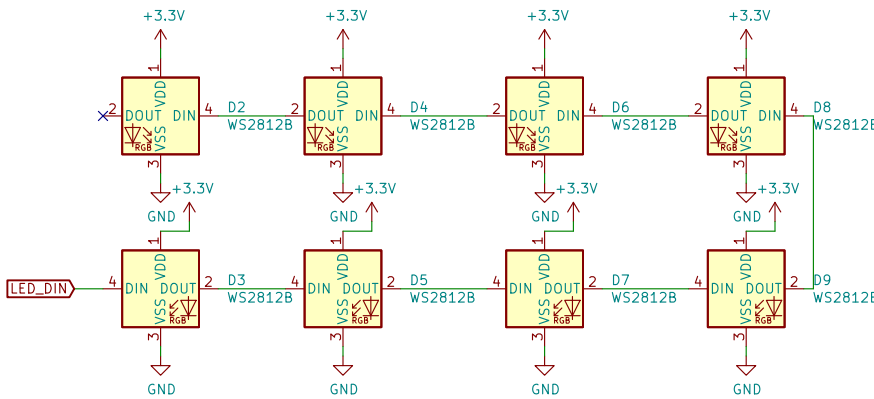 +3.3V +3.3V +3.3V +3.3V
1 VDD 1 VDD 1 VDD 1 VDD
2 DOUT DIN 4 D2 2 DOUT DIN 4 D4 2 DOUT DIN 4 D6 2 DOUT DIN 4 D8
RGB VSS WS2812B RGB VSS WS2812B RGB VSS WS2812B RGB VSS WS2812B
3 3 3 3
GND +3.3V GND +3.3V GND +3.3V GND +3.3V
1 VDD 1 VDD 1 VDD 1 VDD
LED_DIN 4 DIN DOUT 2 D3 4 DIN DOUT 2 D5 4 DIN DOUT 2 D7 4 DIN DOUT 2 D9
VSS RGB WS2812B VSS RGB WS2812B VSS RGB WS2812B VSS RGB WS2812B
3 3 3 3
GND GND GND GND